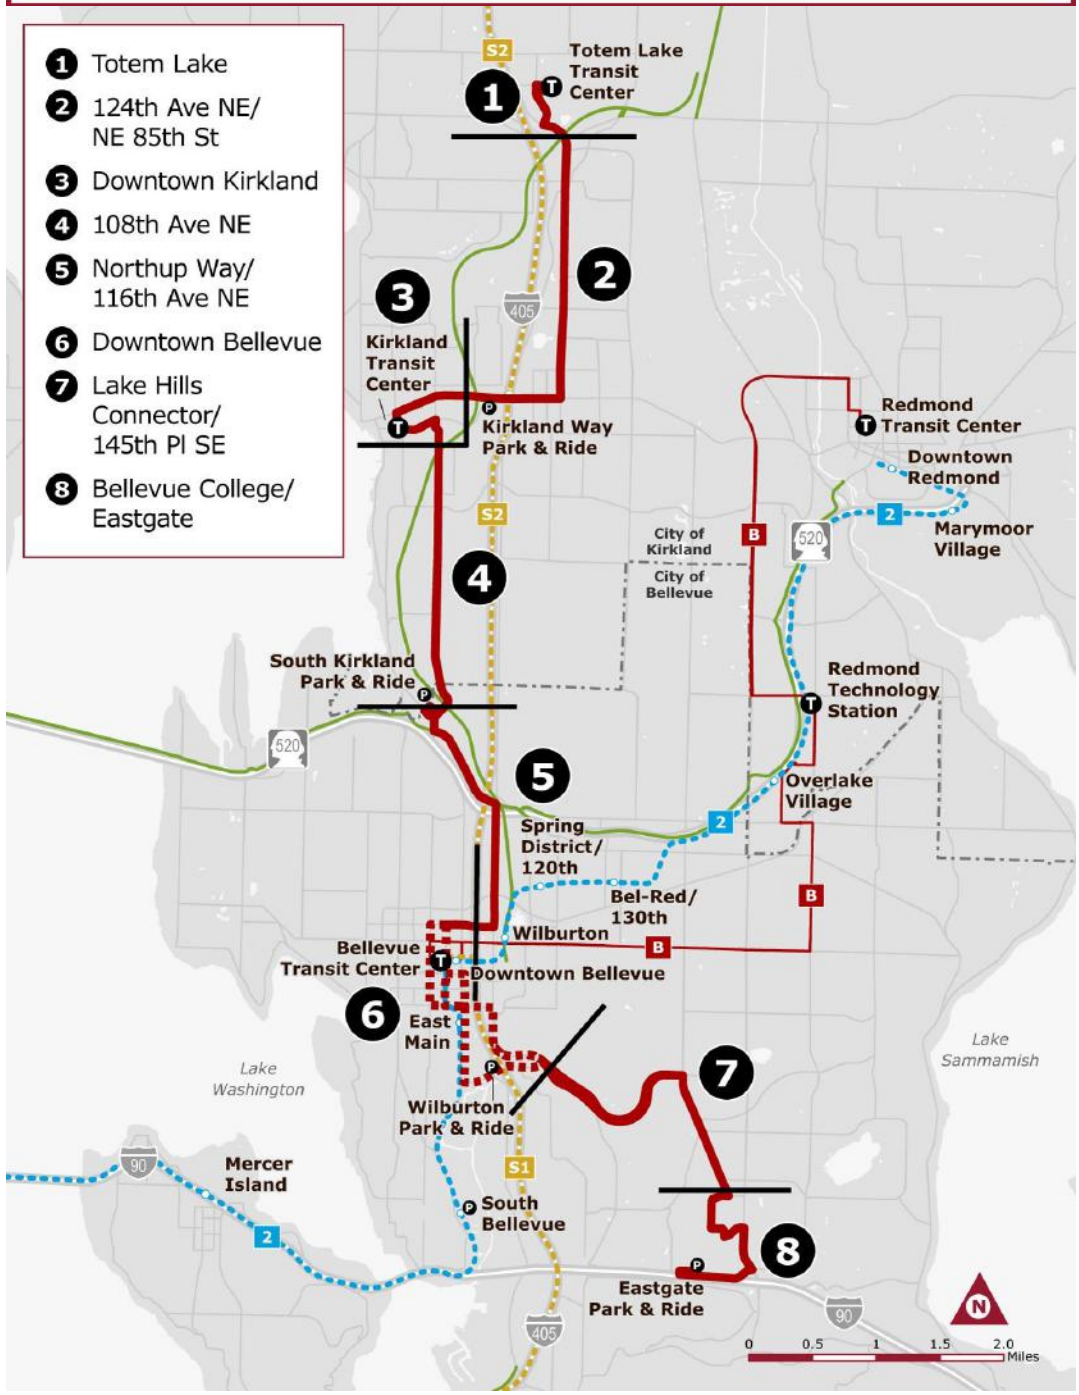 1 Totem Lake
2 124th Ave NE/
NE 85th St
3 Downtown Kirkland
4 108th Ave NE
5 Northup Way/
116th Ave NE
6 Downtown Bellevue
7 Lake Hills
Connector/
145th Pl SE
8 Bellevue College/
Eastgate
S2
Totem Lake
Transit
Center
T
1
2
3
405
Kirkland
Transit
Center
T
P
Kirkland Way
Park & Ride
Redmond
Transit Center
T
Downtown
Redmond
2
Marymoor
Village
S2
B
520
City of
Kirkland
City of
Bellevue
4
South Kirkland
Park & Ride
P
Redmond
Technology
Station
T
520
5
Overlake
Village
2
Spring
District/
120th
Bel-Red/
130th
B
Wilburton
B
Bellevue
Transit Center
T
Downtown Bellevue
6
East
Main
Lake
Washington
Lake
Sammamish
P
7
Wilburton
Park & Ride
90
Mercer
Island
S1
2
P
South
Bellevue
8
P
Eastgate
Park & Ride
90
405
N
0 0.5 1 1.5 2.0
Miles